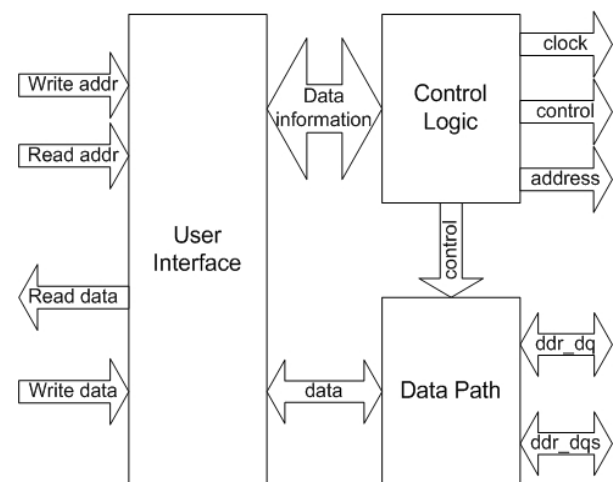 Write addr
Read addr
Read data
Write data
User
Interface
Data
information
Control
Logic
clock
control
address
control
data
Data Path
ddr_dq
ddr_dqs